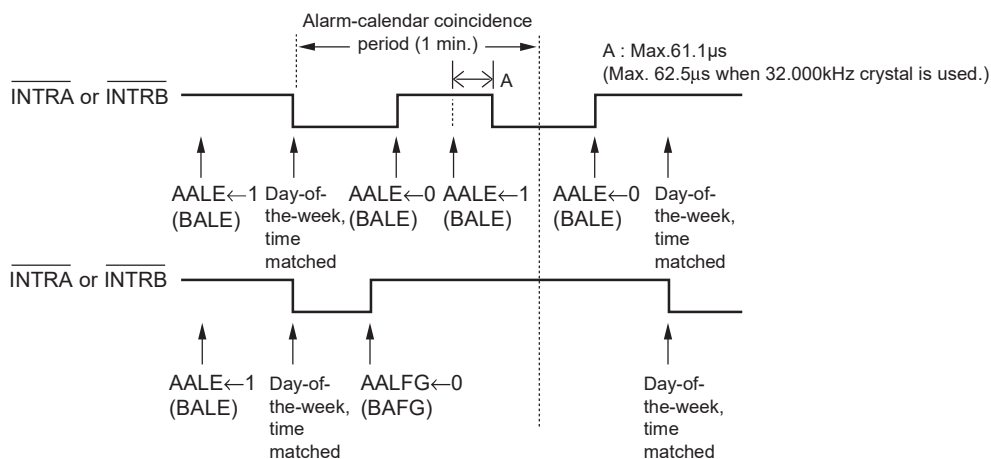 Alarm-calendar coincidence
period (1 min.)
A : Max.61.1µs
(Max. 62.5µs when 32.000kHz crystal is used.)
A
INTRA or INTRB
AALE←1
(BALE)
Day-of-
the-week,
time
matched
AALE←0
(BALE)
AALE←1
(BALE)
AALE←0
(BALE)
Day-of-
the-week,
time
matched
INTRA or INTRB
AALE←1
(BALE)
Day-of-
the-week,
time
matched
AALFG←0
(BAFG)
Day-of-
the-week,
time
matched